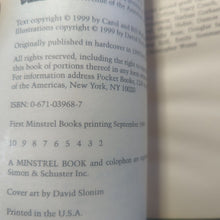 Text copyright © 1999 by Carol and Bill
Illustrations copyright © 1999 by
Originally published in hardcover in
All rights reserved, including the right to
this book or portions thereof in any
For information address Pocket Books, 12
of the Americas, New York, NY 10020
ISBN: 0-671-03968-7
First Minstrel Books printing September
10 9 8 7 6 5 4 3 2
A MINSTREL BOOK and colophon are
Simon & Schuster Inc.
Cover art by David Slonim
Printed in the U.S.A.